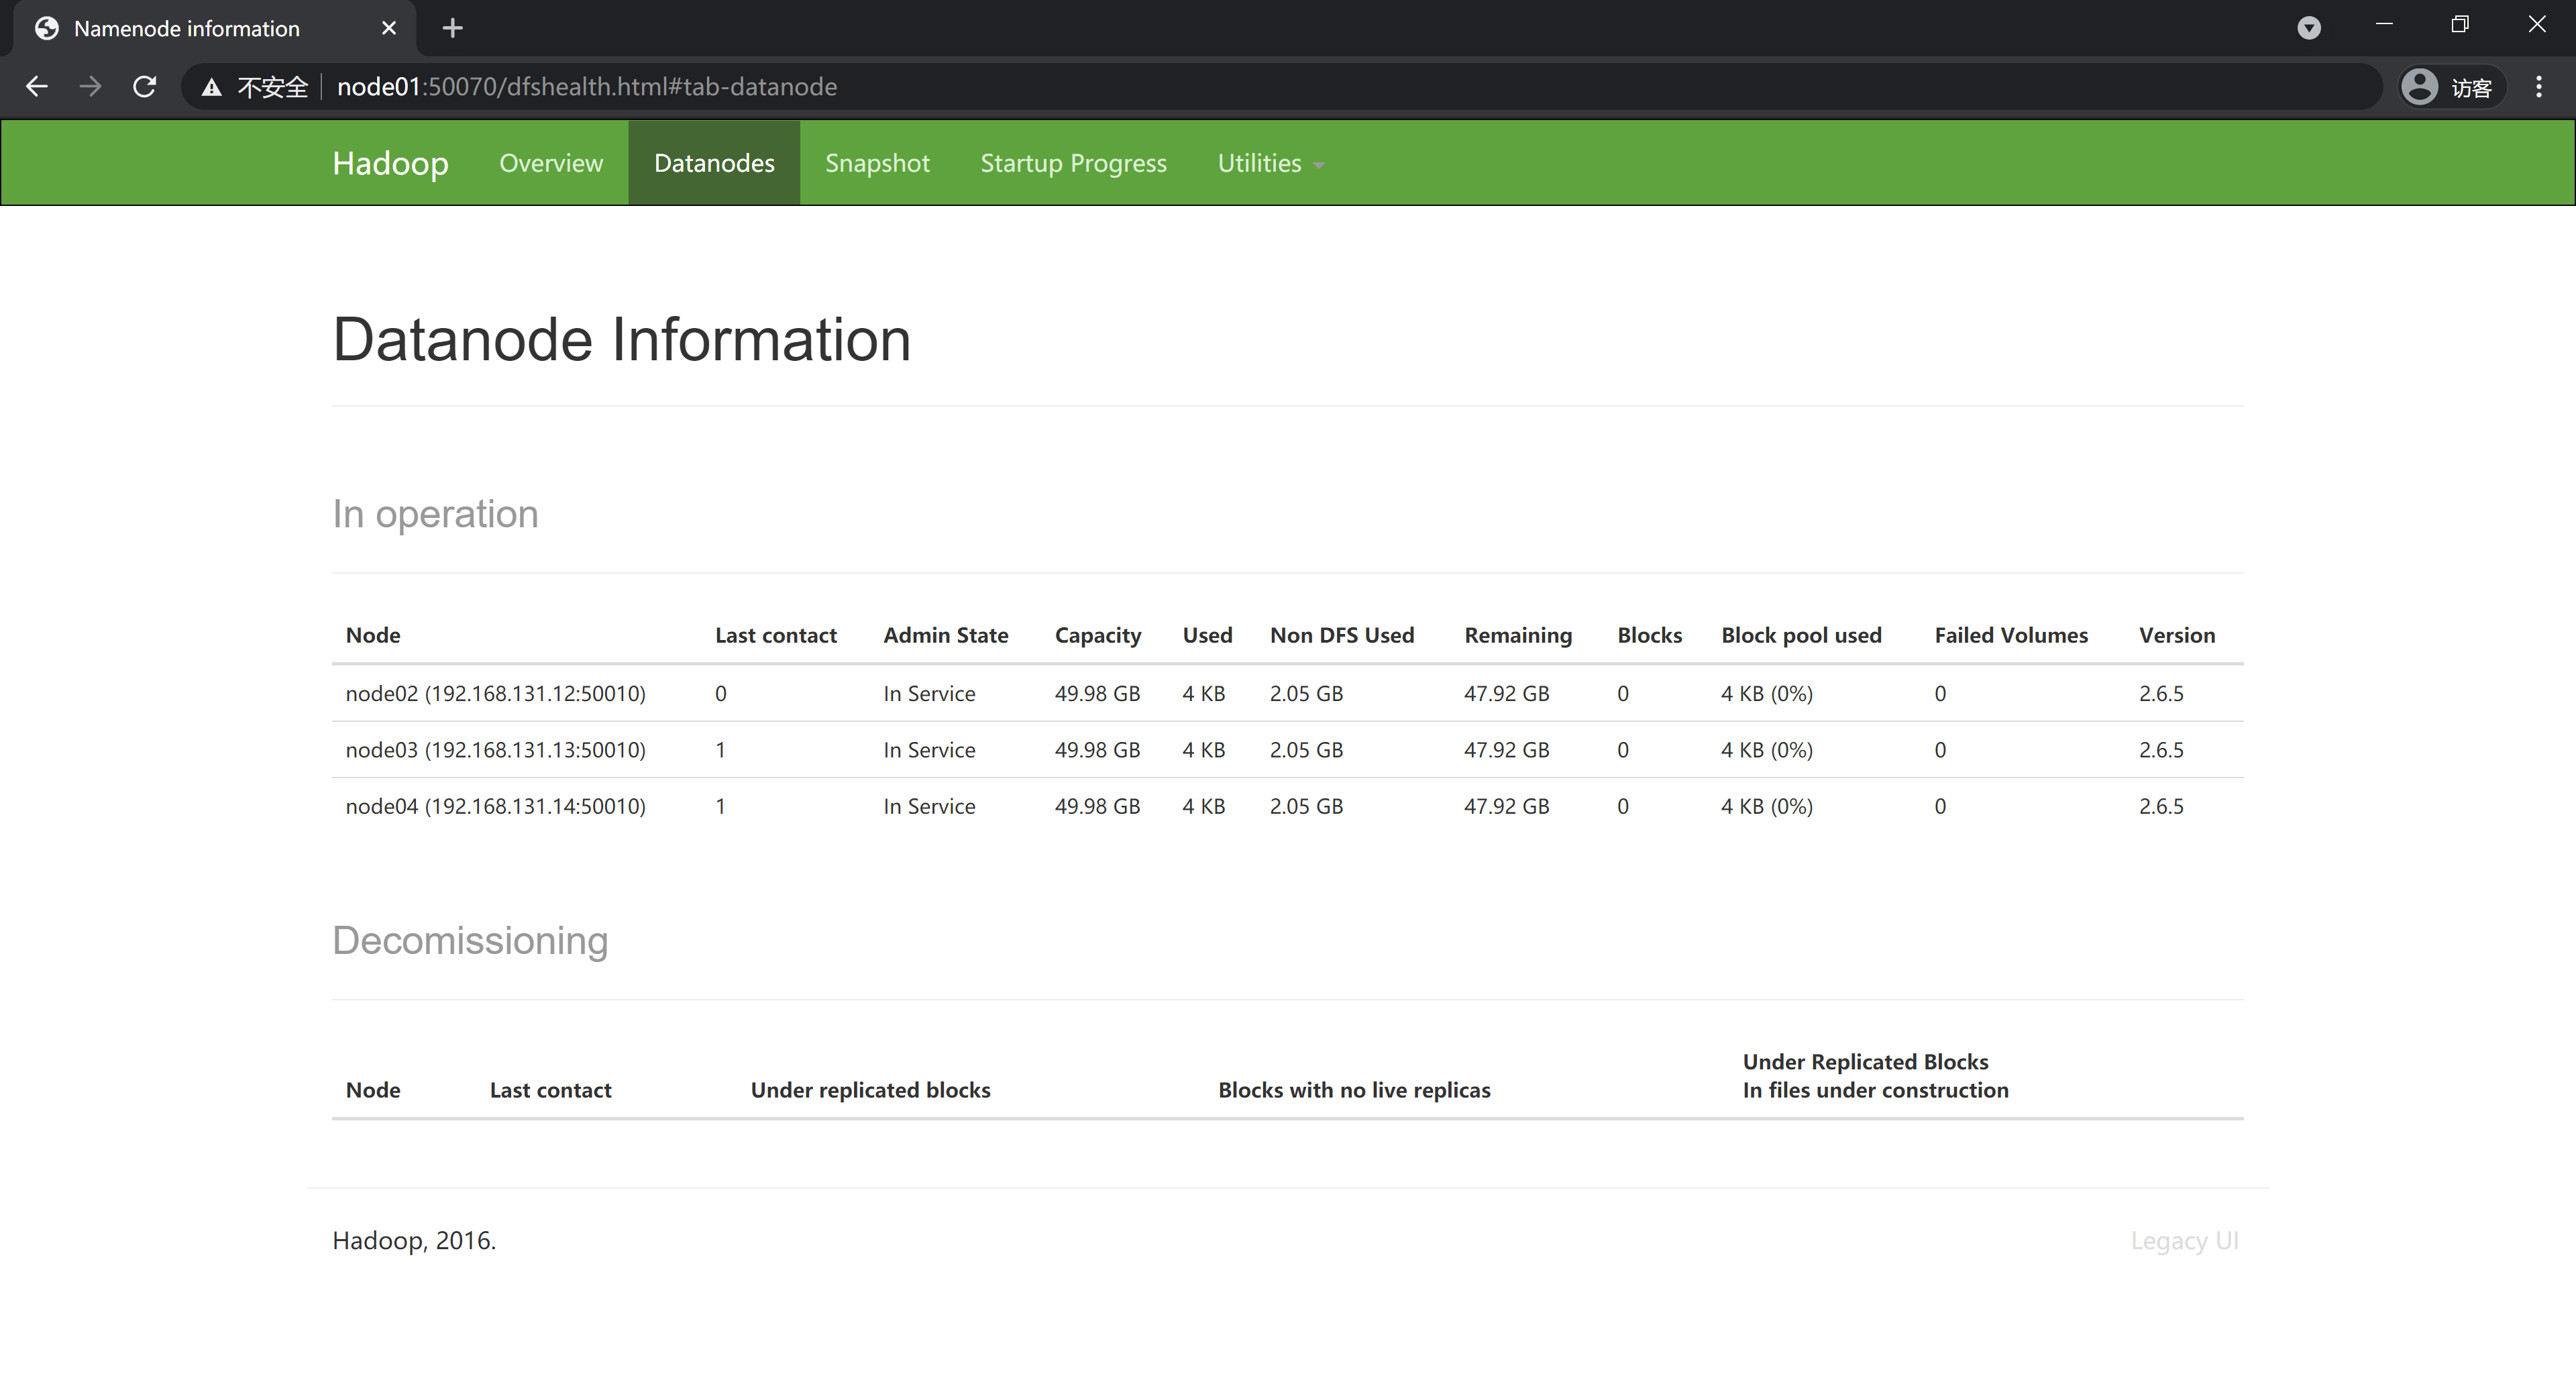 Namenode information
不安全 node01:50070/dfshealth.html#tab-datanode 访客
Hadoop Overview Datanodes Snapshot Startup Progress Utilities
Datanode Information
In operation
Node Last contact Admin State Capacity Used Non DFS Used Remaining Blocks Block pool used Failed Volumes Version
node02 (192.168.131.12:50010) 0 In Service 49.98 GB 4 KB 2.05 GB 47.92 GB 0 4 KB (0%) 0 2.6.5
node03 (192.168.131.13:50010) 1 In Service 49.98 GB 4 KB 2.05 GB 47.92 GB 0 4 KB (0%) 0 2.6.5
node04 (192.168.131.14:50010) 1 In Service 49.98 GB 4 KB 2.05 GB 47.92 GB 0 4 KB (0%) 0 2.6.5
Decomissioning
Node Last contact Under replicated blocks Blocks with no live replicas Under Replicated Blocks
In files under construction
Hadoop, 2016. Legacy UI